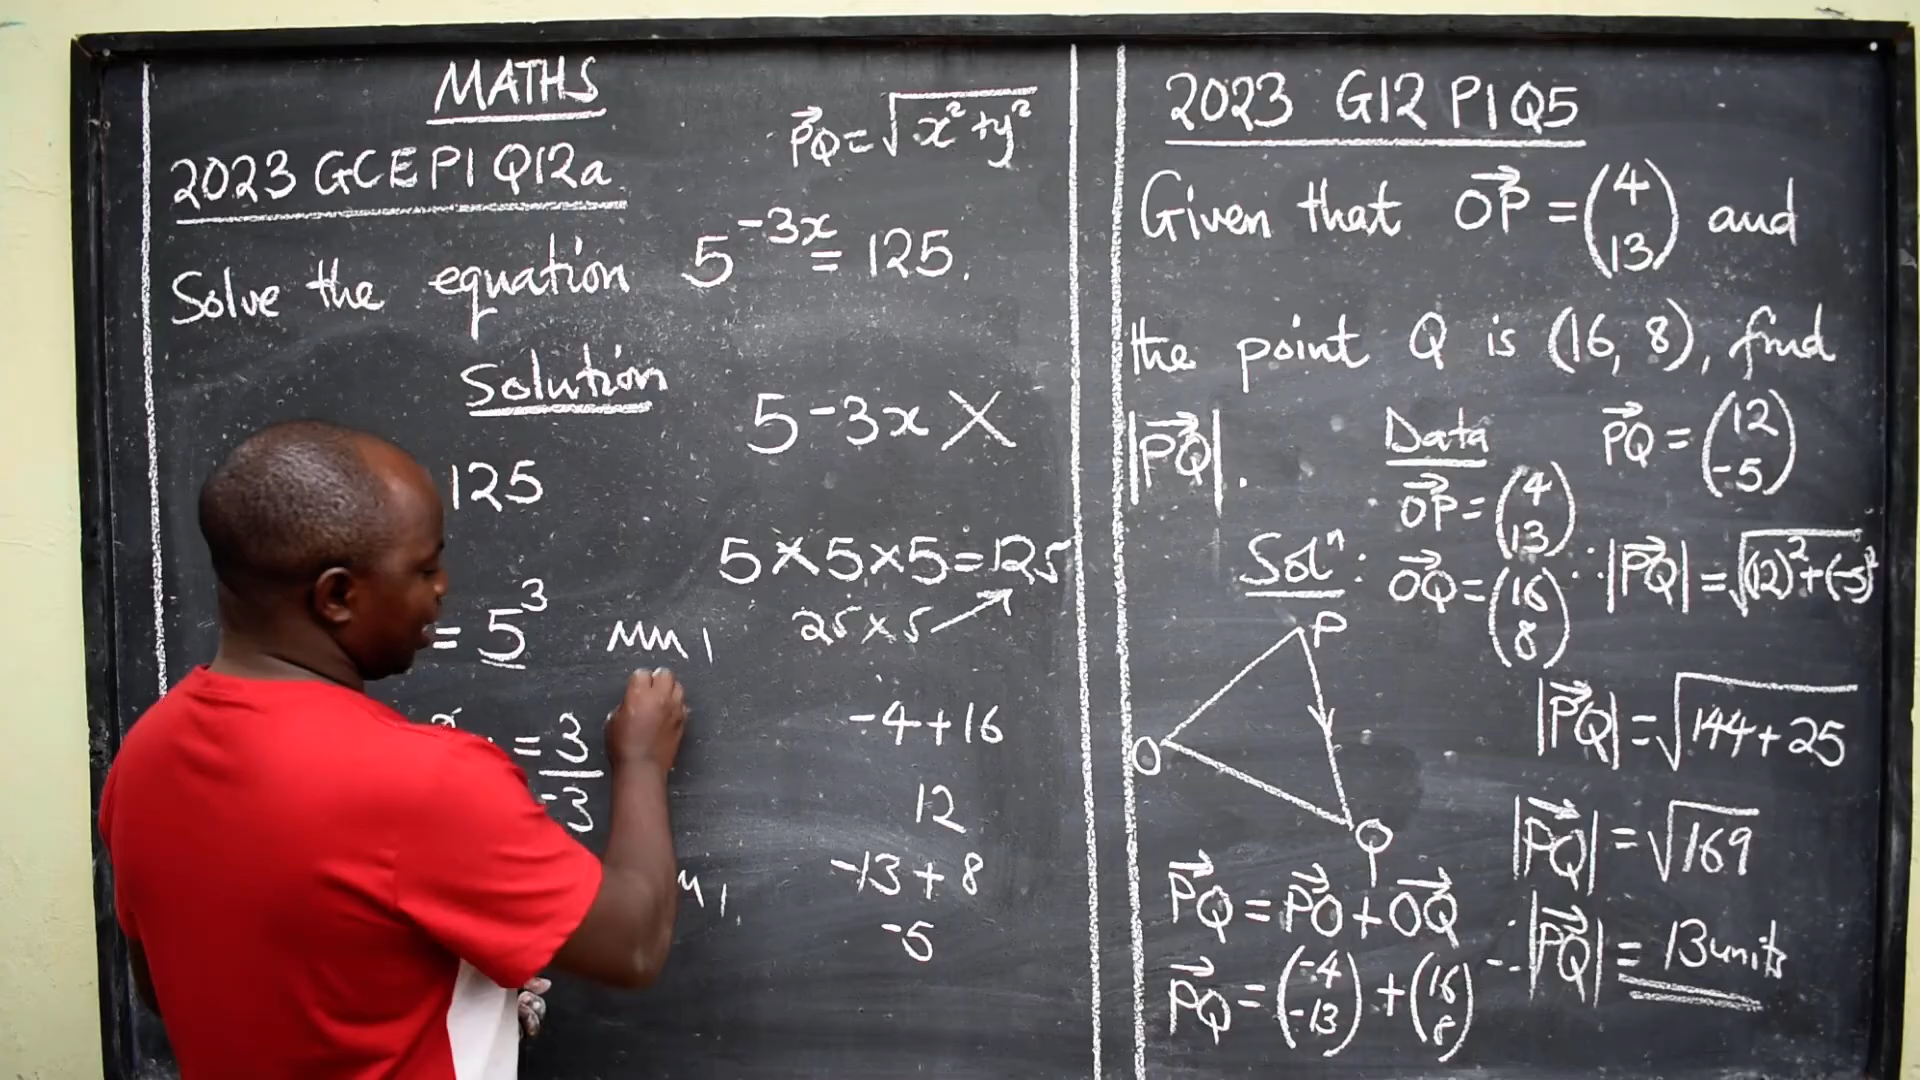 MATHS
2023 GCE P1 Q12a
PQ = √x² + y²
Solve the equation 5^-3x = 125.
Solution
5 - 3x X
125
5 × 5 × 5 = 125
25 × 5
= 5³ MM1
= 3
-3
M1
-4 + 16
12
-13 + 8
-5
2023 G12 P1 Q5
Given that OP = (4 13) and
the point Q is (16, 8), find
|PQ|.
Data
OP = (4 13)
OQ = (16 8)
Solⁿ:
P
O
Q
PQ = PO + OQ
PQ = (-4 -13) + (16 8)
PQ = (12 -5)
∴ |PQ| = √(12)² + (-5)²
|PQ| = √144 + 25
|PQ| = √169
∴ |PQ| = 13 units